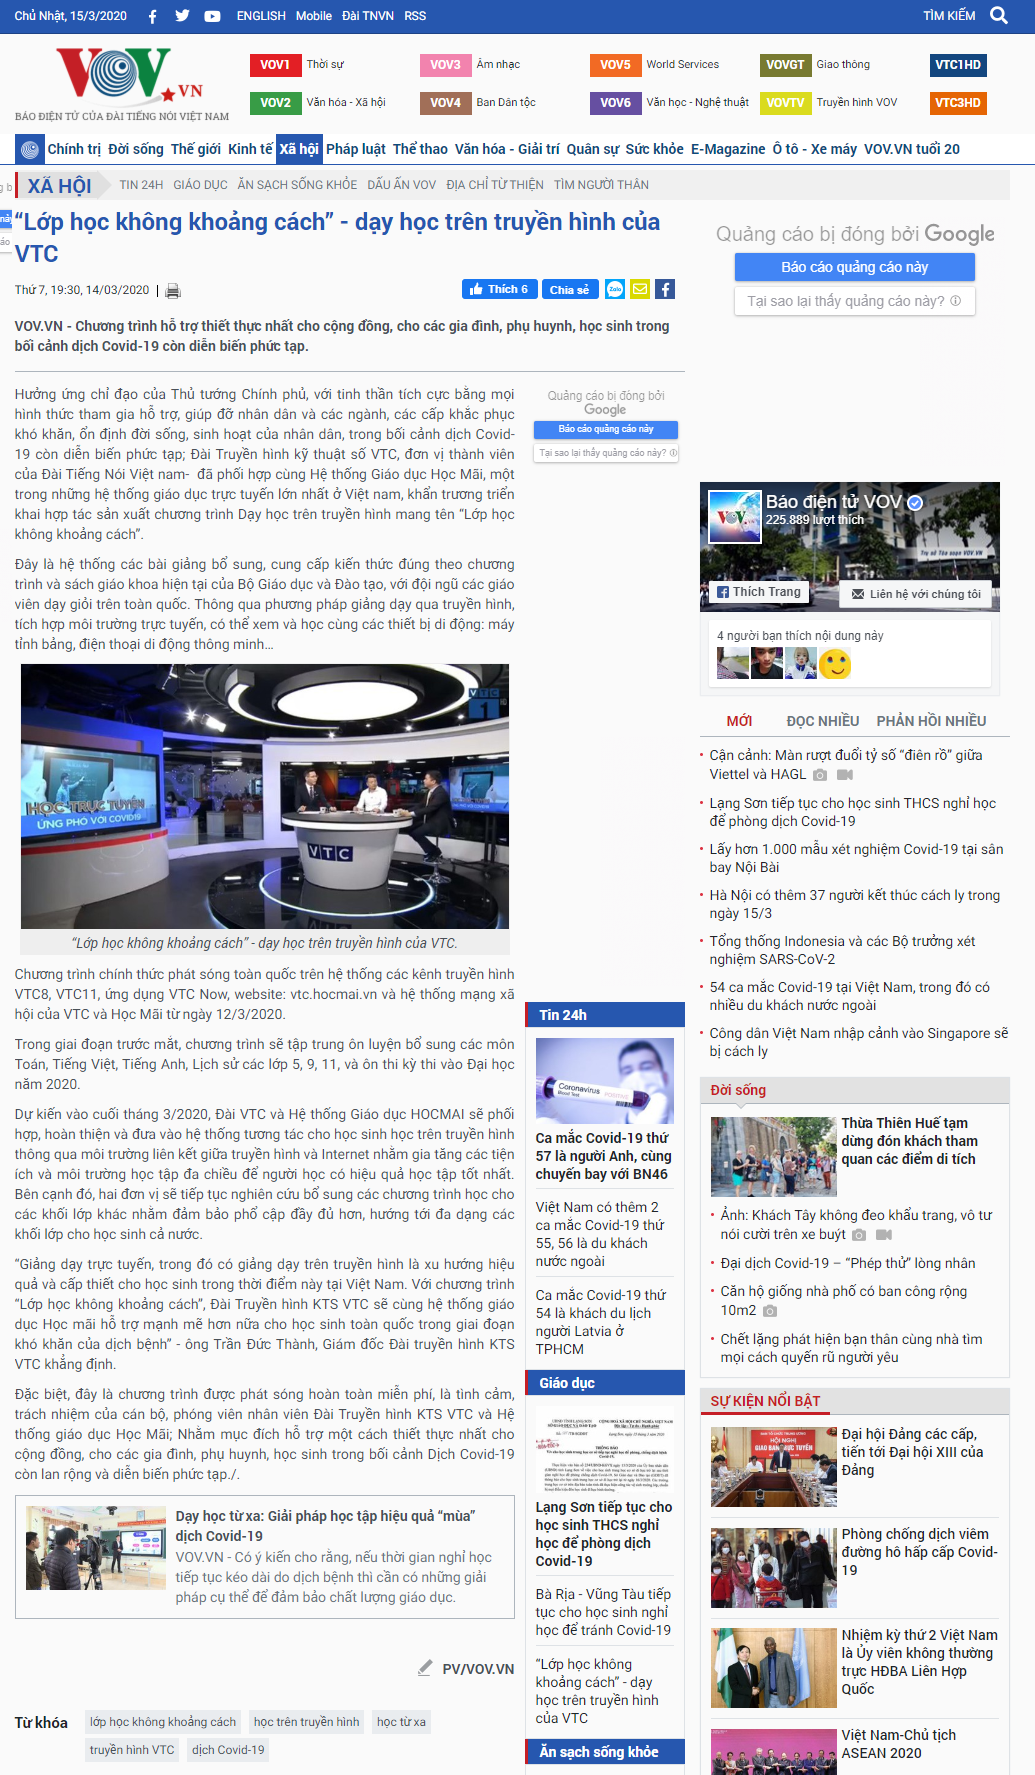 Chủ Nhật, 15/3/2020 ENGLISH Mobile Đài TNVN RSS TÌM KIẾM
VOV.VN
BÁO ĐIỆN TỬ CỦA ĐÀI TIẾNG NÓI VIỆT NAM
VOV1 Thời sự VOV3 Âm nhạc VOV5 World Services VOVGT Giao thông VTC1HD
VOV2 Văn hóa - Xã hội VOV4 Ban Dân tộc VOV6 Văn học - Nghệ thuật VOVTV Truyền hình VOV VTC3HD
Chính trị Đời sống Thế giới Kinh tế Xã hội Pháp luật Thể thao Văn hóa - Giải trí Quân sự Sức khỏe E-Magazine Ô tô - Xe máy VOV.VN tuổi 20
XÃ HỘI TIN 24H GIÁO DỤC ĂN SẠCH SỐNG KHỎE DẤU ẤN VOV ĐỊA CHỈ TỪ THIỆN TÌM NGƯỜI THÂN
“Lớp học không khoảng cách” - dạy học trên truyền hình của
VTC
Thứ 7, 19:30, 14/03/2020
Thích 6 Chia sẻ Zalo
VOV.VN - Chương trình hỗ trợ thiết thực nhất cho cộng đồng, cho các gia đình, phụ huynh, học sinh trong
bối cảnh dịch Covid-19 còn diễn biến phức tạp.
Hưởng ứng chỉ đạo của Thủ tướng Chính phủ, với tinh thần tích cực bằng mọi
hình thức tham gia hỗ trợ, giúp đỡ nhân dân và các ngành, các cấp khắc phục
khó khăn, ổn định đời sống, sinh hoạt của nhân dân, trong bối cảnh dịch Covid-
19 còn diễn biến phức tạp; Đài Truyền hình kỹ thuật số VTC, đơn vị thành viên
của Đài Tiếng Nói Việt nam- đã phối hợp cùng Hệ thống Giáo dục Học Mãi, một
trong những hệ thống giáo dục trực tuyến lớn nhất ở Việt nam, khẩn trương triển
khai hợp tác sản xuất chương trình Dạy học trên truyền hình mang tên “Lớp học
không khoảng cách”.
Đây là hệ thống các bài giảng bổ sung, cung cấp kiến thức đúng theo chương
trình và sách giáo khoa hiện tại của Bộ Giáo dục và Đào tạo, với đội ngũ các giáo
viên dạy giỏi trên toàn quốc. Thông qua phương pháp giảng dạy qua truyền hình,
tích hợp môi trường trực tuyến, có thể xem và học cùng các thiết bị di động: máy
tính bảng, điện thoại di động thông minh…
VTC
1
HỌC TRỰC TUYẾN
ỨNG PHÓ VỚI COVID19
VTC
“Lớp học không khoảng cách” - dạy học trên truyền hình của VTC.
Chương trình chính thức phát sóng toàn quốc trên hệ thống các kênh truyền hình
VTC8, VTC11, ứng dụng VTC Now, website: vtc.hocmai.vn và hệ thống mạng xã
hội của VTC và Học Mãi từ ngày 12/3/2020.
Trong giai đoạn trước mắt, chương trình sẽ tập trung ôn luyện bổ sung các môn
Toán, Tiếng Việt, Tiếng Anh, Lịch sử các lớp 5, 9, 11, và ôn thi kỳ thi vào Đại học
năm 2020.
Dự kiến vào cuối tháng 3/2020, Đài VTC và Hệ thống Giáo dục HOCMAI sẽ phối
hợp, hoàn thiện và đưa vào hệ thống tương tác cho học sinh học trên truyền hình
thông qua môi trường liên kết giữa truyền hình và Internet nhằm gia tăng các tiện
ích và môi trường học tập đa chiều để người học có hiệu quả học tập tốt nhất.
Bên cạnh đó, hai đơn vị sẽ tiếp tục nghiên cứu bổ sung các chương trình học cho
các khối lớp khác nhằm đảm bảo phổ cập đầy đủ hơn, hướng tới đa dạng các
khối lớp cho học sinh cả nước.
“Giảng dạy trực tuyến, trong đó có giảng dạy trên truyền hình là xu hướng hiệu
quả và cấp thiết cho học sinh trong thời điểm này tại Việt Nam. Với chương trình
“Lớp học không khoảng cách”, Đài Truyền hình KTS VTC sẽ cùng hệ thống giáo
dục Học mãi hỗ trợ mạnh mẽ hơn nữa cho học sinh toàn quốc trong giai đoạn
khó khăn của dịch bệnh” - ông Trần Đức Thành, Giám đốc Đài truyền hình KTS
VTC khẳng định.
Đặc biệt, đây là chương trình được phát sóng hoàn toàn miễn phí, là tình cảm,
trách nhiệm của cán bộ, phóng viên nhân viên Đài Truyền hình KTS VTC và Hệ
thống giáo dục Học Mãi; Nhằm mục đích hỗ trợ một cách thiết thực nhất cho
cộng đồng, cho các gia đình, phụ huynh, học sinh trong bối cảnh Dịch Covid-19
còn lan rộng và diễn biến phức tạp./.
Dạy học từ xa: Giải pháp học tập hiệu quả “mùa”
dịch Covid-19
VOV.VN - Có ý kiến cho rằng, nếu thời gian nghỉ học
tiếp tục kéo dài do dịch bệnh thì cần có những giải
pháp cụ thể để đảm bảo chất lượng giáo dục.
PV/VOV.VN
Từ khóa lớp học không khoảng cách học trên truyền hình học từ xa
truyền hình VTC dịch Covid-19
Quảng cáo bị đóng bởi
Google
Báo cáo quảng cáo này
Tại sao lại thấy quảng cáo này?
Tin 24h
Coronavirus
Blood Test POSITIVE
Ca mắc Covid-19 thứ
57 là người Anh, cùng
chuyến bay với BN46
Việt Nam có thêm 2
ca mắc Covid-19 thứ
55, 56 là du khách
nước ngoài
Ca mắc Covid-19 thứ
54 là khách du lịch
người Latvia ở
TPHCM
Giáo dục
Lạng Sơn tiếp tục cho
học sinh THCS nghỉ
học để phòng dịch
Covid-19
Bà Rịa - Vũng Tàu tiếp
tục cho học sinh nghỉ
học để tránh Covid-19
“Lớp học không
khoảng cách” - dạy
học trên truyền hình
của VTC
Ăn sạch sống khỏe
Quảng cáo bị đóng bởi Google
Báo cáo quảng cáo này
Tại sao lại thấy quảng cáo này?
VOV
Báo điện tử VOV
225.889 lượt thích
Trụ sở Tòa soạn VOV.VN
Thích Trang Liên hệ với chúng tôi
4 người bạn thích nội dung này
MỚI ĐỌC NHIỀU PHẢN HỒI NHIỀU
Cận cảnh: Màn rượt đuổi tỷ số “điên rồ” giữa
Viettel và HAGL
Lạng Sơn tiếp tục cho học sinh THCS nghỉ học
để phòng dịch Covid-19
Lấy hơn 1.000 mẫu xét nghiệm Covid-19 tại sân
bay Nội Bài
Hà Nội có thêm 37 người kết thúc cách ly trong
ngày 15/3
Tổng thống Indonesia và các Bộ trưởng xét
nghiệm SARS-CoV-2
54 ca mắc Covid-19 tại Việt Nam, trong đó có
nhiều du khách nước ngoài
Công dân Việt Nam nhập cảnh vào Singapore sẽ
bị cách ly
Đời sống
Thừa Thiên Huế tạm
dừng đón khách tham
quan các điểm di tích
Ảnh: Khách Tây không đeo khẩu trang, vô tư
nói cười trên xe buýt
Đại dịch Covid-19 – “Phép thử” lòng nhân
Căn hộ giống nhà phố có ban công rộng
10m2
Chết lặng phát hiện bạn thân cùng nhà tìm
mọi cách quyến rũ người yêu
SỰ KIỆN NỔI BẬT
Đại hội Đảng các cấp,
tiến tới Đại hội XIII của
Đảng
Phòng chống dịch viêm
đường hô hấp cấp Covid-
19
Nhiệm kỳ thứ 2 Việt Nam
là Ủy viên không thường
trực HĐBA Liên Hợp
Quốc
Việt Nam-Chủ tịch
ASEAN 2020